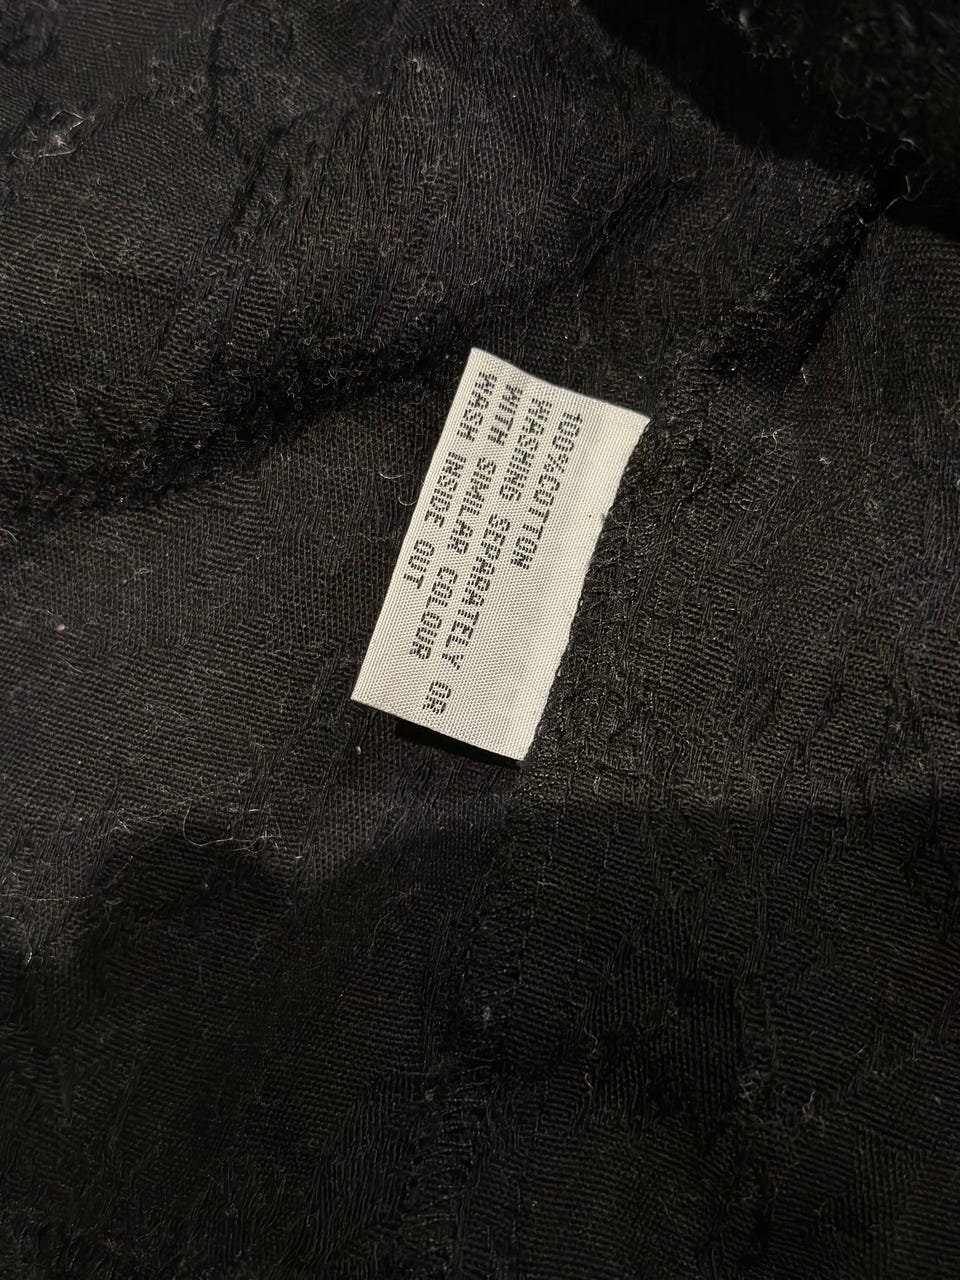 100%COTTON
WASHING SEPARATELY OR
WITH SIMILAR COLOUR
WASH INSIDE OUT